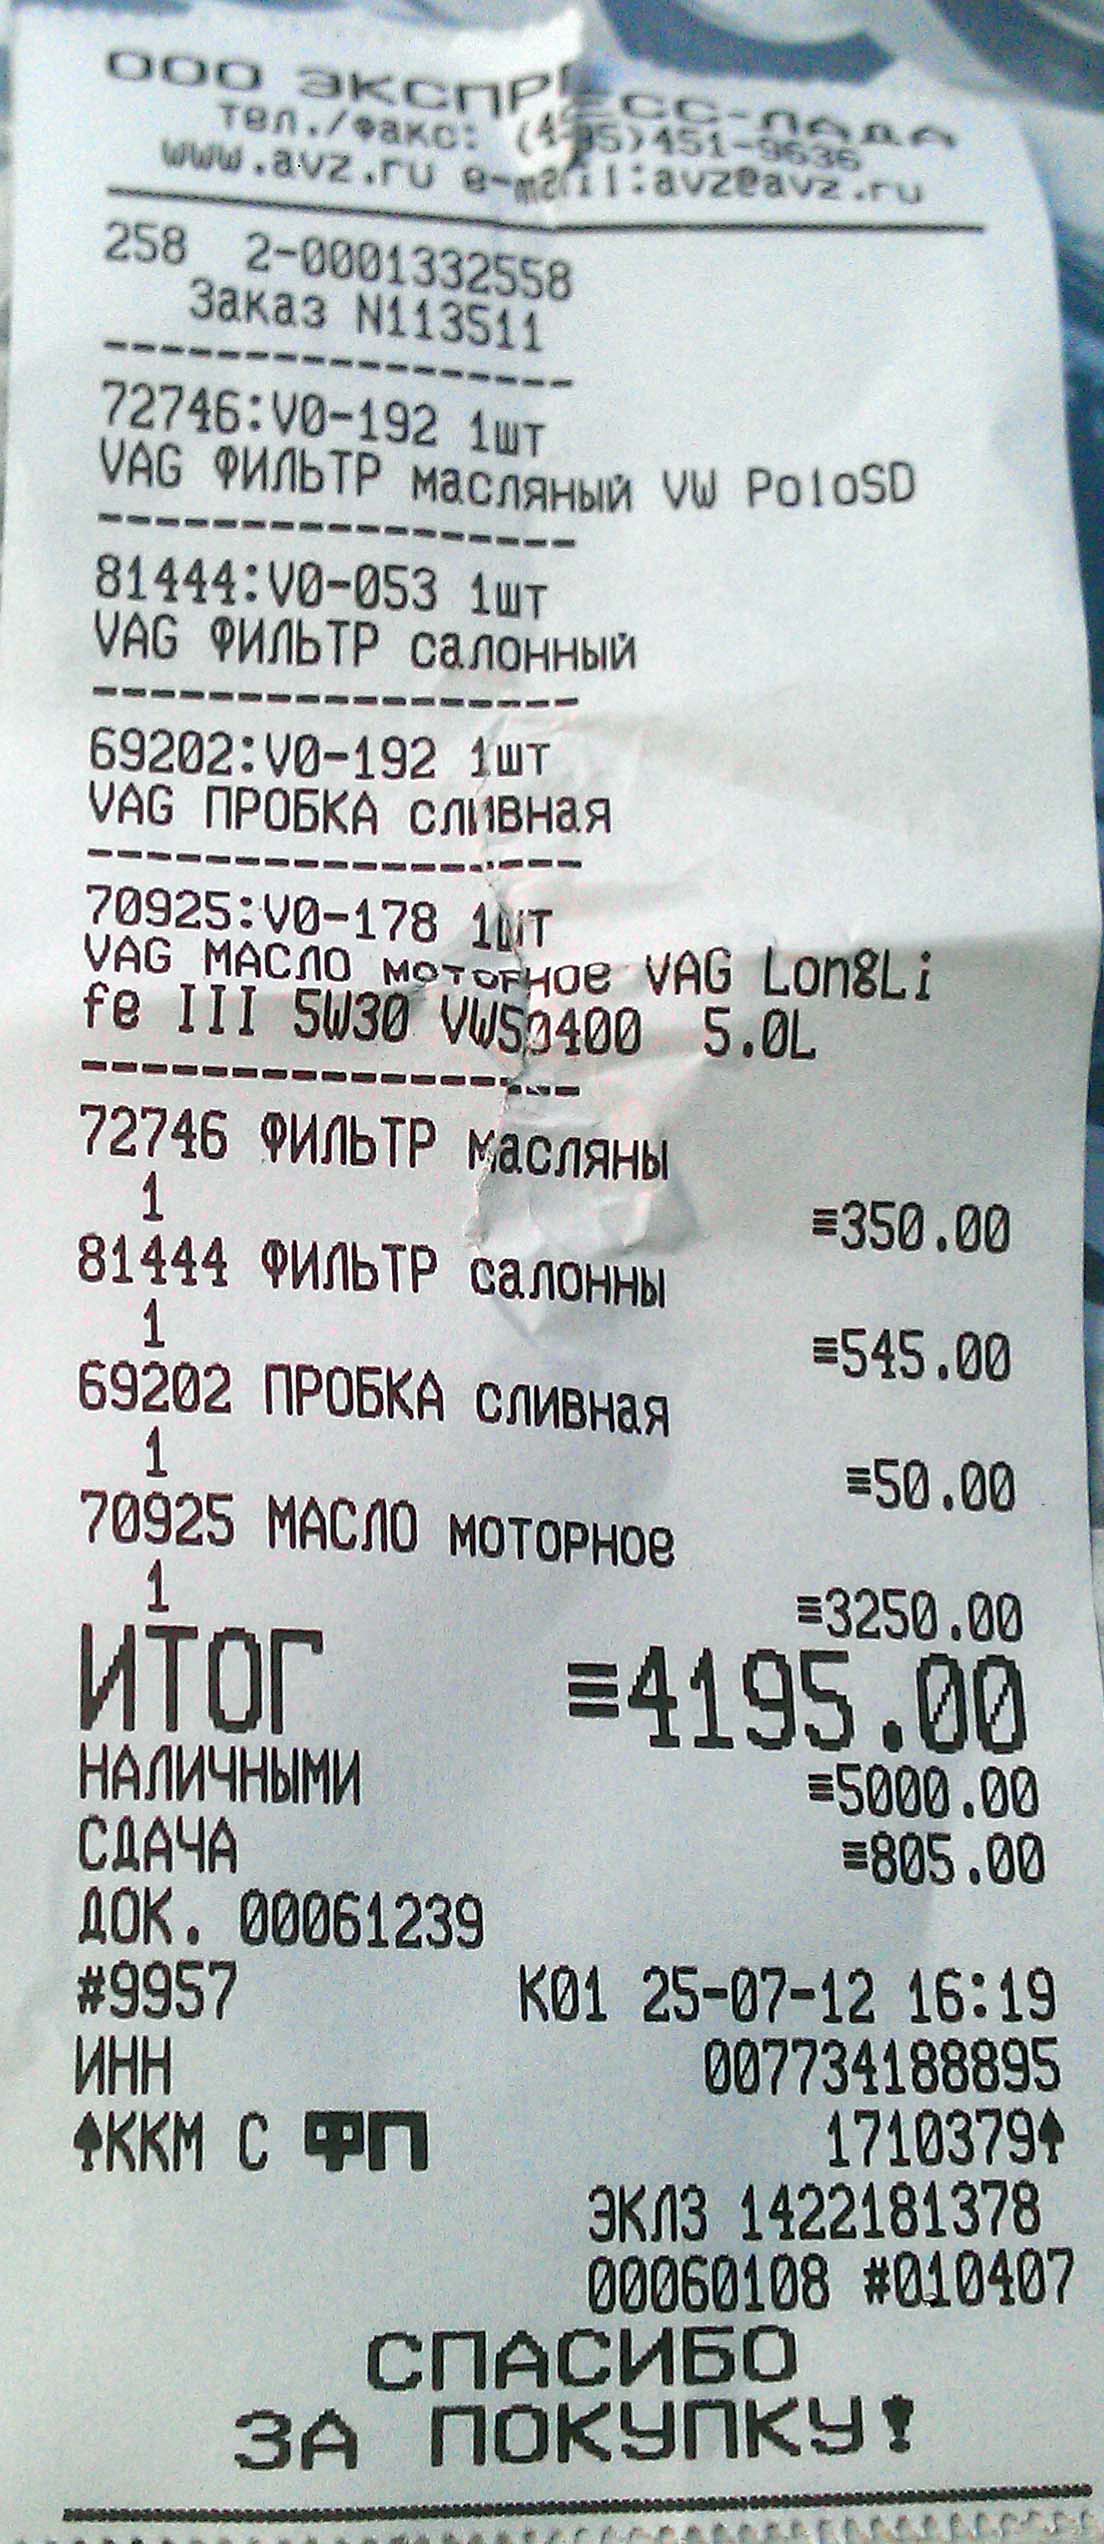 ООО ЭКСПРЕСС-ЛАДА
тел./факс: (495)451-9636
www.avz.ru e-mail:avz@avz.ru
258 2-0001332558
Заказ N113511
72746:V0-192 1шт
VAG ФИЛЬТР масляный VW PoloSD
81444:V0-053 1шт
VAG ФИЛЬТР салонный
69202:V0-192 1шт
VAG ПРОБКА сливная
70925:V0-178 1шт
VAG МАСЛО моторное VAG LongLi
fe III 5W30 VW50400 5.0L
72746 ФИЛЬТР масляны
1
≡350.00
81444 ФИЛЬТР салонны
1
≡545.00
69202 ПРОБКА сливная
1
≡50.00
70925 МАСЛО моторное
1
≡3250.00
ИТОГ ≡4195.00
НАЛИЧНЫМИ ≡5000.00
СДАЧА ≡805.00
ДОК. 00061239
#9957 К01 25-07-12 16:19
ИНН 007734188895
♠ККМ С ФП 1710379♠
ЭКЛЗ 1422181378
00060108 #010407
СПАСИБО
ЗА ПОКУПКУ!